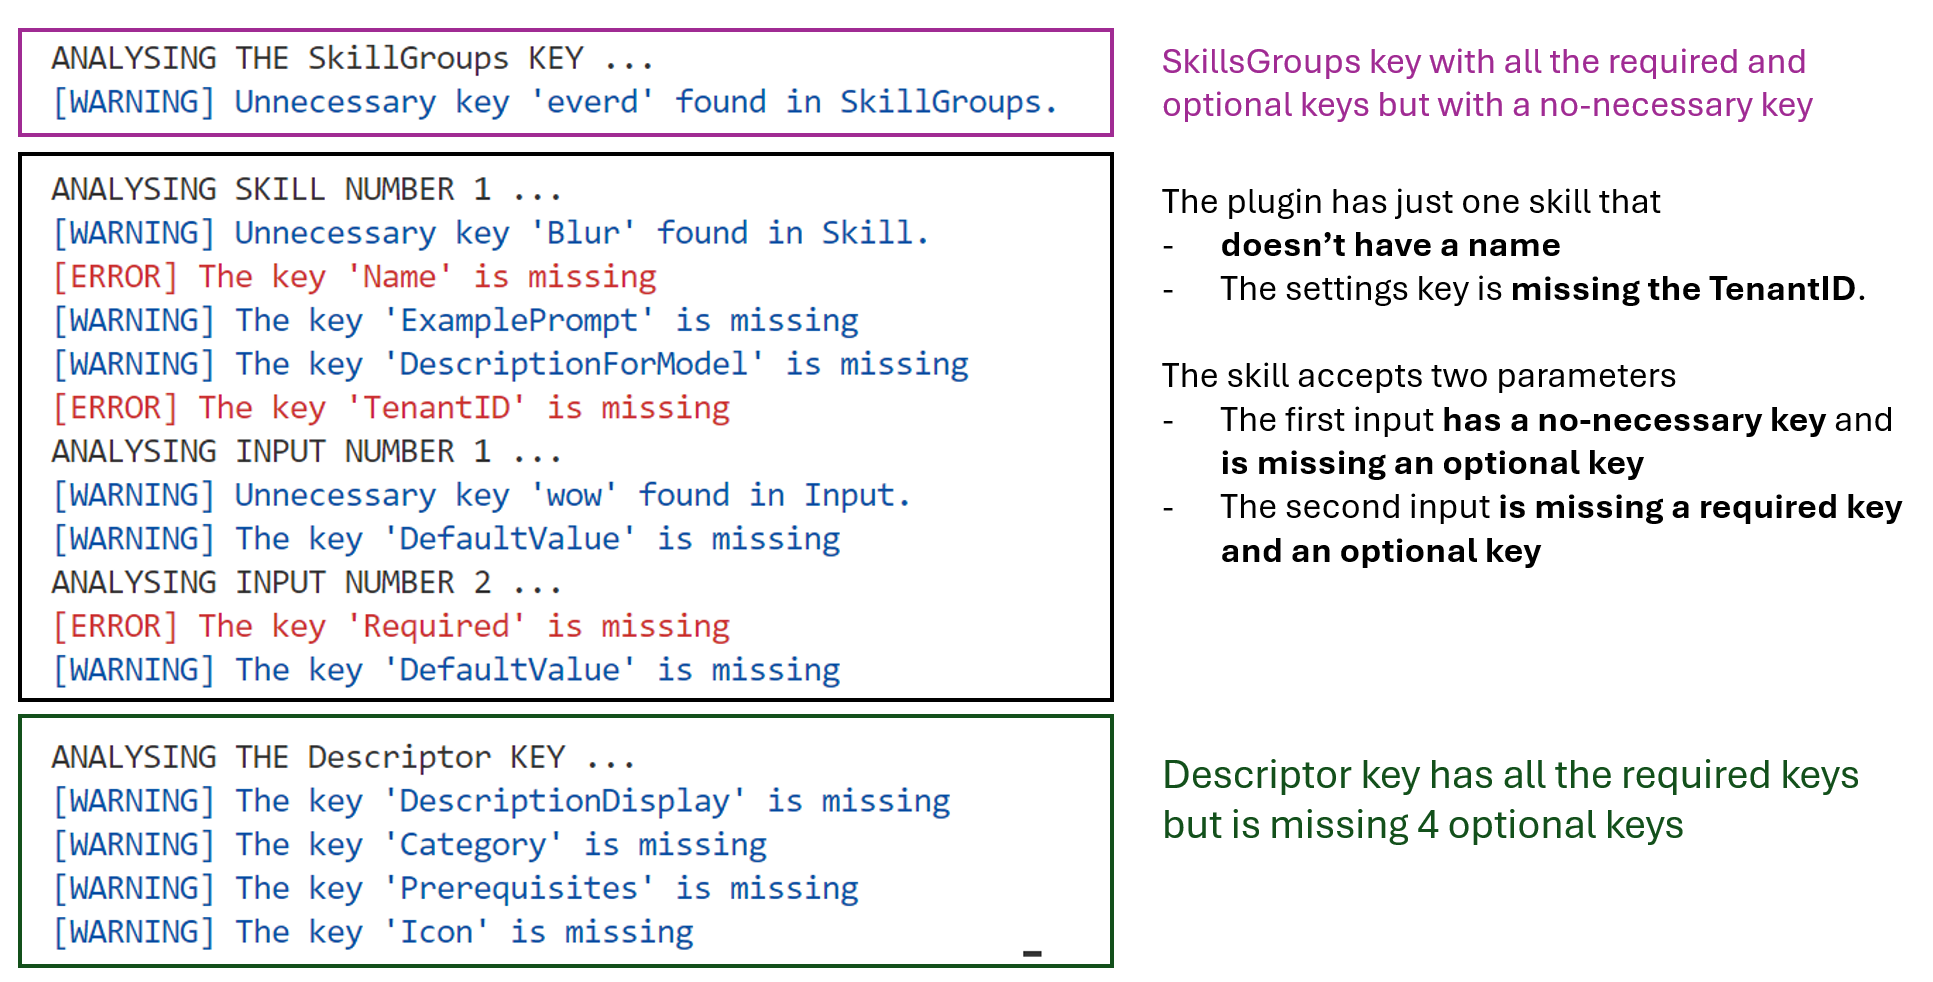 ANALYSING THE SkillGroups KEY ...
[WARNING] Unnecessary key 'everd' found in SkillGroups.
SkillsGroups key with all the required and
optional keys but with a no-necessary key
ANALYSING SKILL NUMBER 1 ...
[WARNING] Unnecessary key 'Blur' found in Skill.
[ERROR] The key 'Name' is missing
[WARNING] The key 'ExamplePrompt' is missing
[WARNING] The key 'DescriptionForModel' is missing
[ERROR] The key 'TenantID' is missing
ANALYSING INPUT NUMBER 1 ...
[WARNING] Unnecessary key 'wow' found in Input.
[WARNING] The key 'DefaultValue' is missing
ANALYSING INPUT NUMBER 2 ...
[ERROR] The key 'Required' is missing
[WARNING] The key 'DefaultValue' is missing
The plugin has just one skill that
- doesn’t have a name
- The settings key is missing the TenantID.
The skill accepts two parameters
- The first input has a no-necessary key and
is missing an optional key
- The second input is missing a required key
and an optional key
ANALYSING THE Descriptor KEY ...
[WARNING] The key 'DescriptionDisplay' is missing
[WARNING] The key 'Category' is missing
[WARNING] The key 'Prerequisites' is missing
[WARNING] The key 'Icon' is missing
Descriptor key has all the required keys
but is missing 4 optional keys